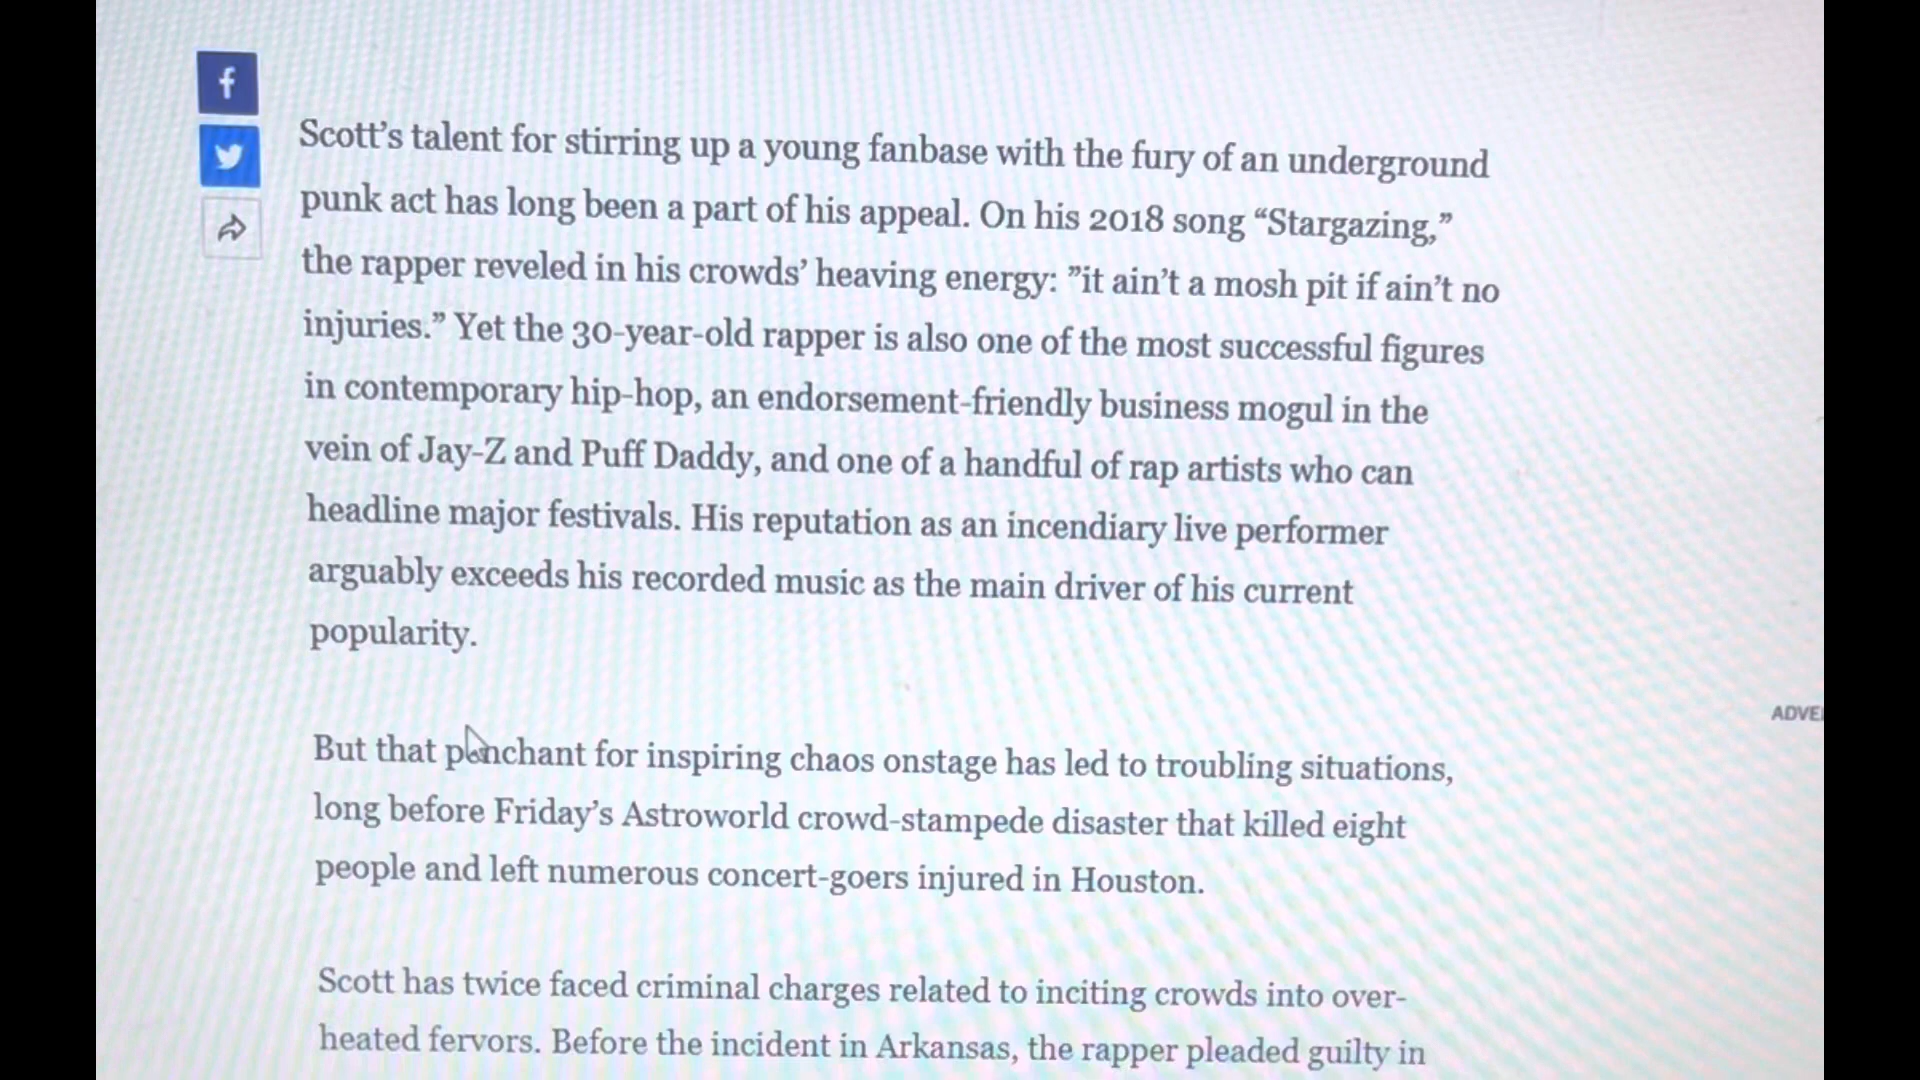 f
Scott’s talent for stirring up a young fanbase with the fury of an underground
punk act has long been a part of his appeal. On his 2018 song “Stargazing,”
the rapper reveled in his crowds’ heaving energy: ”it ain’t a mosh pit if ain’t no
injuries.” Yet the 30-year-old rapper is also one of the most successful figures
in contemporary hip-hop, an endorsement-friendly business mogul in the
vein of Jay-Z and Puff Daddy, and one of a handful of rap artists who can
headline major festivals. His reputation as an incendiary live performer
arguably exceeds his recorded music as the main driver of his current
popularity.
ADVE
But that penchant for inspiring chaos onstage has led to troubling situations,
long before Friday’s Astroworld crowd-stampede disaster that killed eight
people and left numerous concert-goers injured in Houston.
Scott has twice faced criminal charges related to inciting crowds into over-
heated fervors. Before the incident in Arkansas, the rapper pleaded guilty in